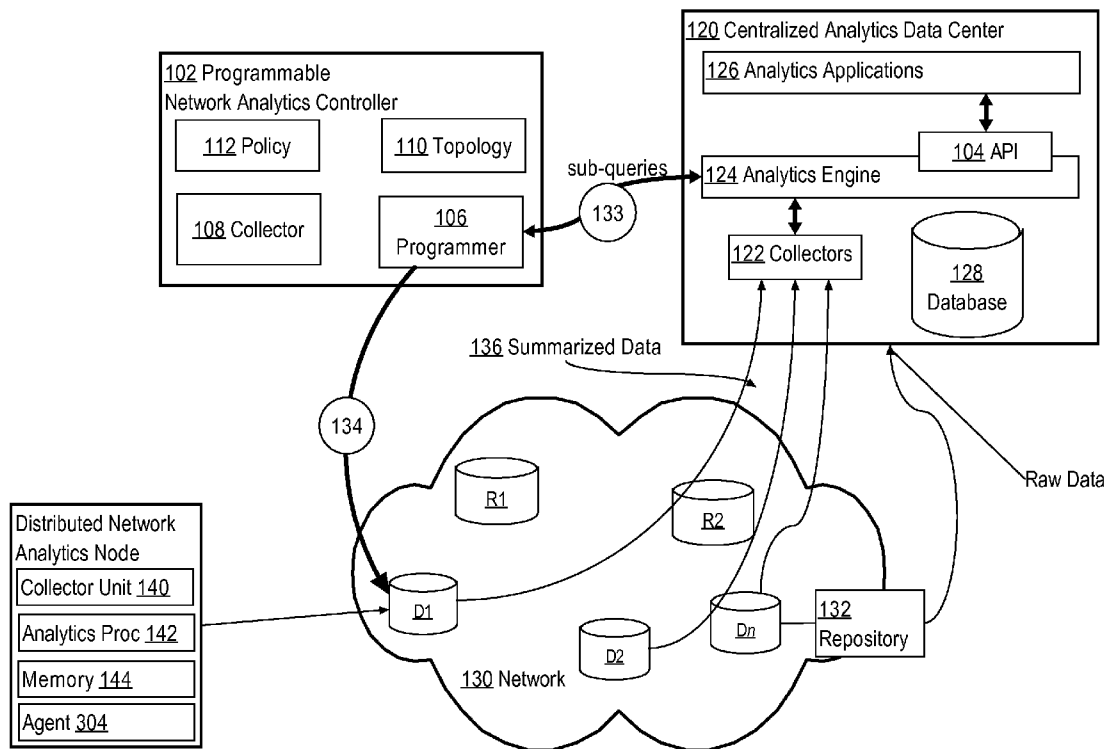 102 Programmable
Network Analytics Controller
112 Policy
110 Topology
108 Collector
106
Programmer
sub-queries
133
120 Centralized Analytics Data Center
126 Analytics Applications
104 API
124 Analytics Engine
122 Collectors
128
Database
136 Summarized Data
134
R1
R2
Raw Data
Distributed Network
Analytics Node
Collector Unit 140
Analytics Proc 142
Memory 144
Agent 304
D1
D2
Dn
132
Repository
130 Network